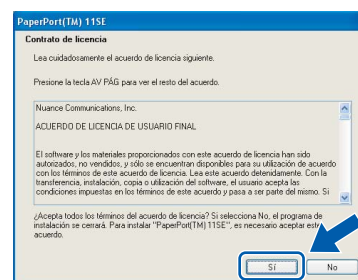 PaperPort(TM) 11SE
Contrato de licencia
Lea cuidadosamente el acuerdo de licencia siguiente.
Presione la tecla AV PÁG para ver el resto del acuerdo.
Nuance Communications, Inc.
ACUERDO DE LICENCIA DE USUARIO FINAL
El software y los materiales proporcionados con este acuerdo de licencia han sido
autorizados, no vendidos, y sólo se encuentran disponibles para su utilización de acuerdo
con los términos de este acuerdo de licencia. Lea este acuerdo detenidamente. Con la
transferencia, instalación, copia o utilización del software, el usuario acepta las
condiciones impuestas en los términos de este acuerdo y pasa a ser parte del mismo. Si
¿Acepta todos los términos del acuerdo de licencia? Si selecciona No, el programa de
instalación se cerrará. Para instalar "PaperPort(TM) 11SE", es necesario aceptar este
acuerdo.
Sí
No